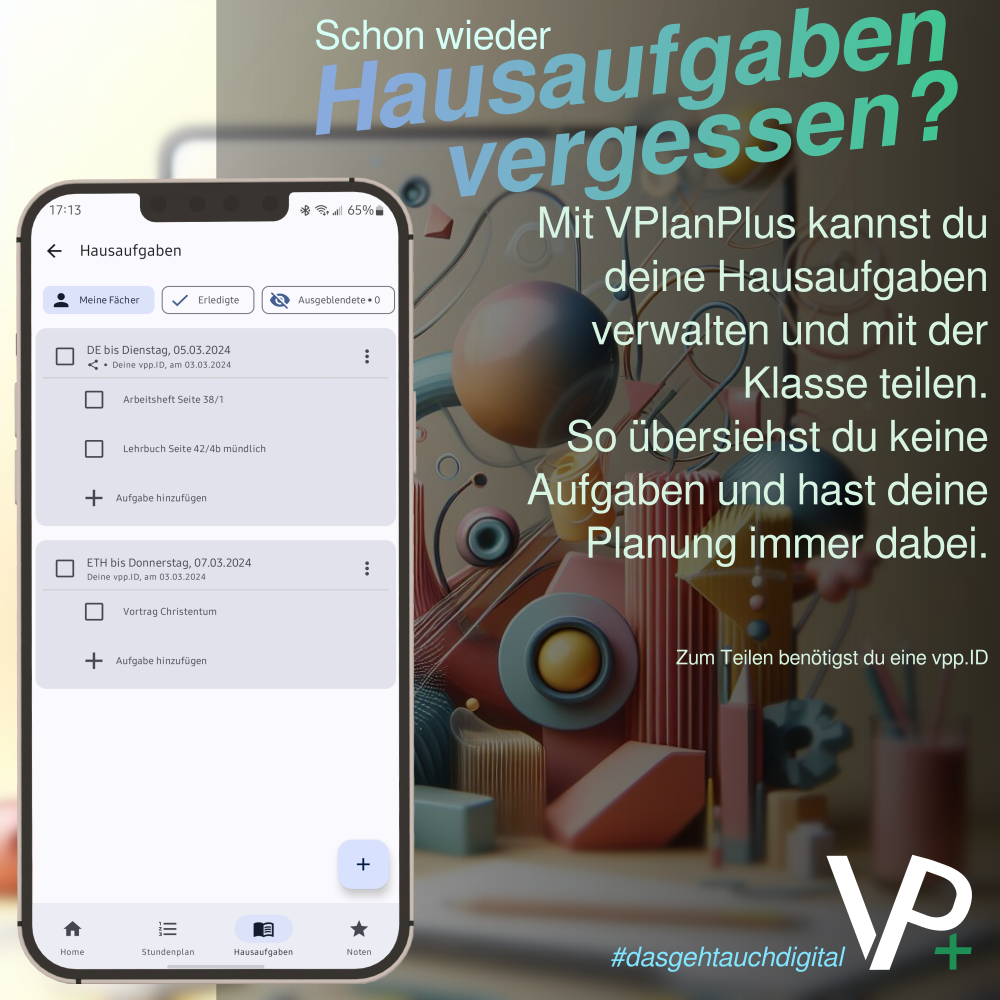 Schon wieder
Hausaufgaben
vergessen?
Mit VPlanPlus kannst du
deine Hausaufgaben
verwalten und mit der
Klasse teilen.
So übersiehst du keine
Aufgaben und hast deine
Planung immer dabei.
Zum Teilen benötigst du eine vpp.ID
#dasgehtauchdigital
VP+
17:13
65%
Hausaufgaben
Meine Fächer
Erledigte
Ausgeblendete • 0
DE bis Dienstag, 05.03.2024
• Deine vpp.ID, am 03.03.2024
Arbeitsheft Seite 38/1
Lehrbuch Seite 42/4b mündlich
Aufgabe hinzufügen
ETH bis Donnerstag, 07.03.2024
Deine vpp.ID, am 03.03.2024
Vortrag Christentum
Aufgabe hinzufügen
Home
Stundenplan
Hausaufgaben
Noten